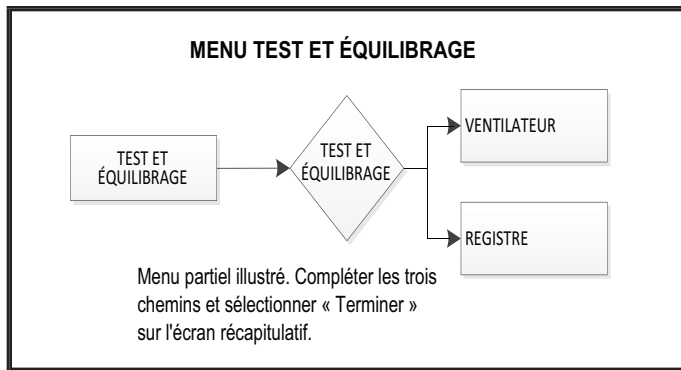 MENU TEST ET ÉQUILIBRAGE
TEST ET
ÉQUILIBRAGE
TEST ET
ÉQUILIBRAGE
VENTILATEUR
REGISTRE
Menu partiel illustré. Compléter les trois
chemins et sélectionner « Terminer »
sur l'écran récapitulatif.